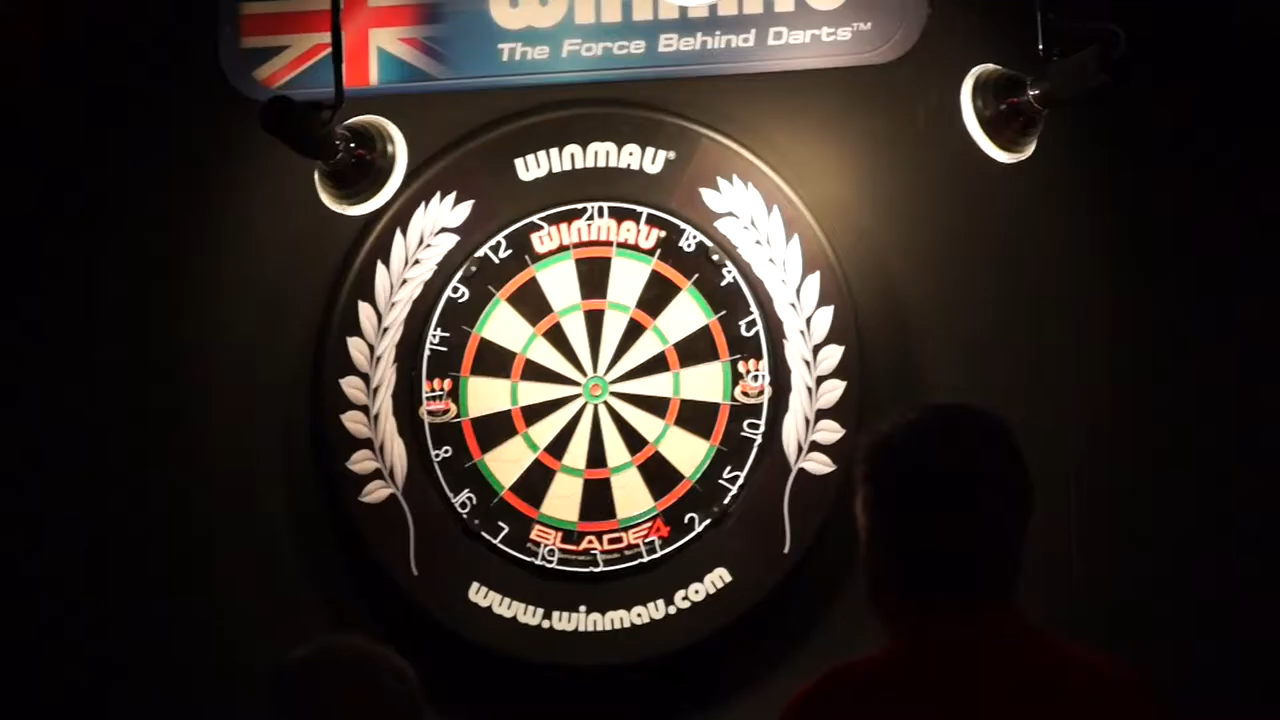 WINMAU
The Force Behind Darts™
WINMAU®
20 1 18 4 13 6 10 15 2 17 3 19 7 16 8 11 14 9 12 5
WINMAU®
BLADE4
www.winmau.com